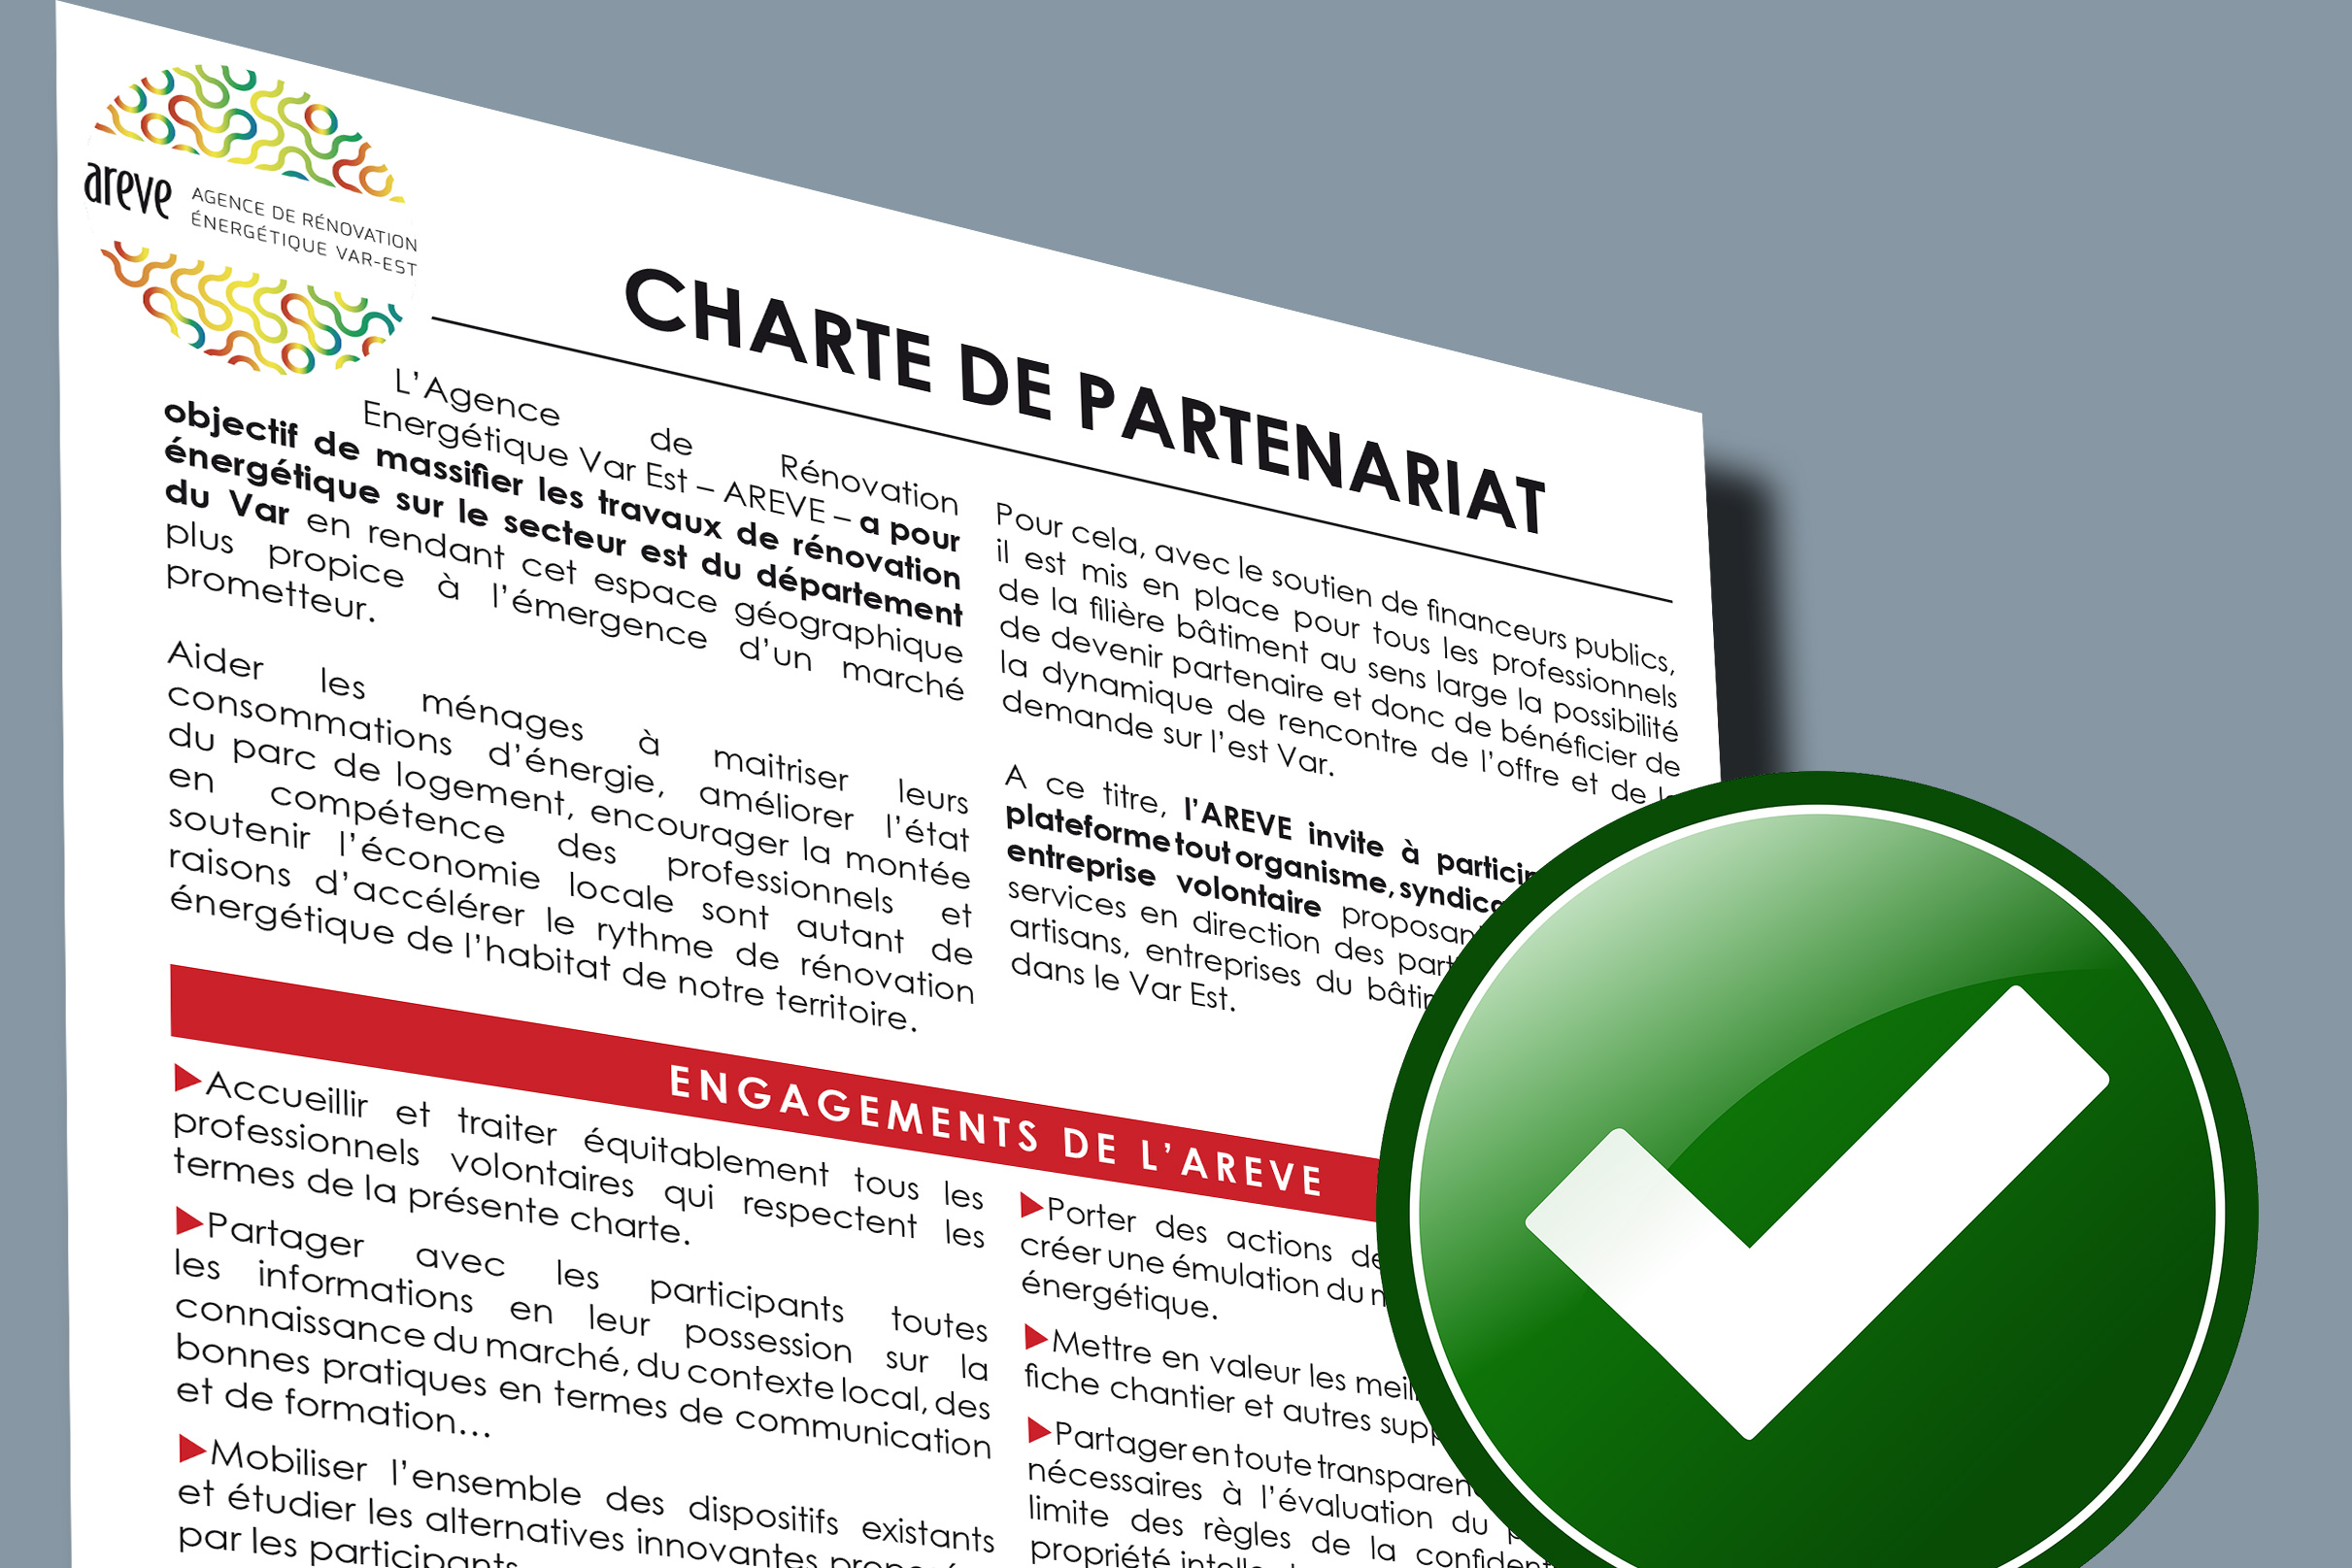 areve
AGENCE DE RÉNOVATION
ÉNERGÉTIQUE VAR-EST
CHARTE DE PARTENARIAT
L’Agence de Rénovation
Energétique Var Est – AREVE – a pour
objectif de massifier les travaux de rénovation
énergétique sur le secteur est du département
du Var en rendant cet espace géographique
plus propice à l’émergence d’un marché
prometteur.
Aider les ménages à maitriser leurs
consommations d’énergie, améliorer l’état
du parc de logement, encourager la montée
en compétence des professionnels et
soutenir l’économie locale sont autant de
raisons d’accélérer le rythme de rénovation
énergétique de l’habitat de notre territoire.
Pour cela, avec le soutien de financeurs publics,
il est mis en place pour tous les professionnels
de la filière bâtiment au sens large la possibilité
de devenir partenaire et donc de bénéficier de
la dynamique de rencontre de l’offre et de
demande sur l’est Var.
A ce titre, l’AREVE invite à
plateforme tout organisme,
entreprise volontaire
services en direction des
artisans, entreprises du
dans le Var Est.
ENGAGEMENTS DE L’AREVE
Accueillir et traiter équitablement tous les
professionnels volontaires qui respectent les
termes de la présente charte.
Partager avec les participants toutes
les informations en leur possession sur la
connaissance du marché, du contexte local, des
bonnes pratiques en termes de communication
et de formation...
Mobiliser l’ensemble des dispositifs existants
et étudier les alternatives innovantes
par les participants
Porter des actions
créer une émulation du
énergétique.
Mettre en valeur les
fiche chantier et autres
Partager en toute
nécessaires à l’évaluation du
limite des règles de la
propriété